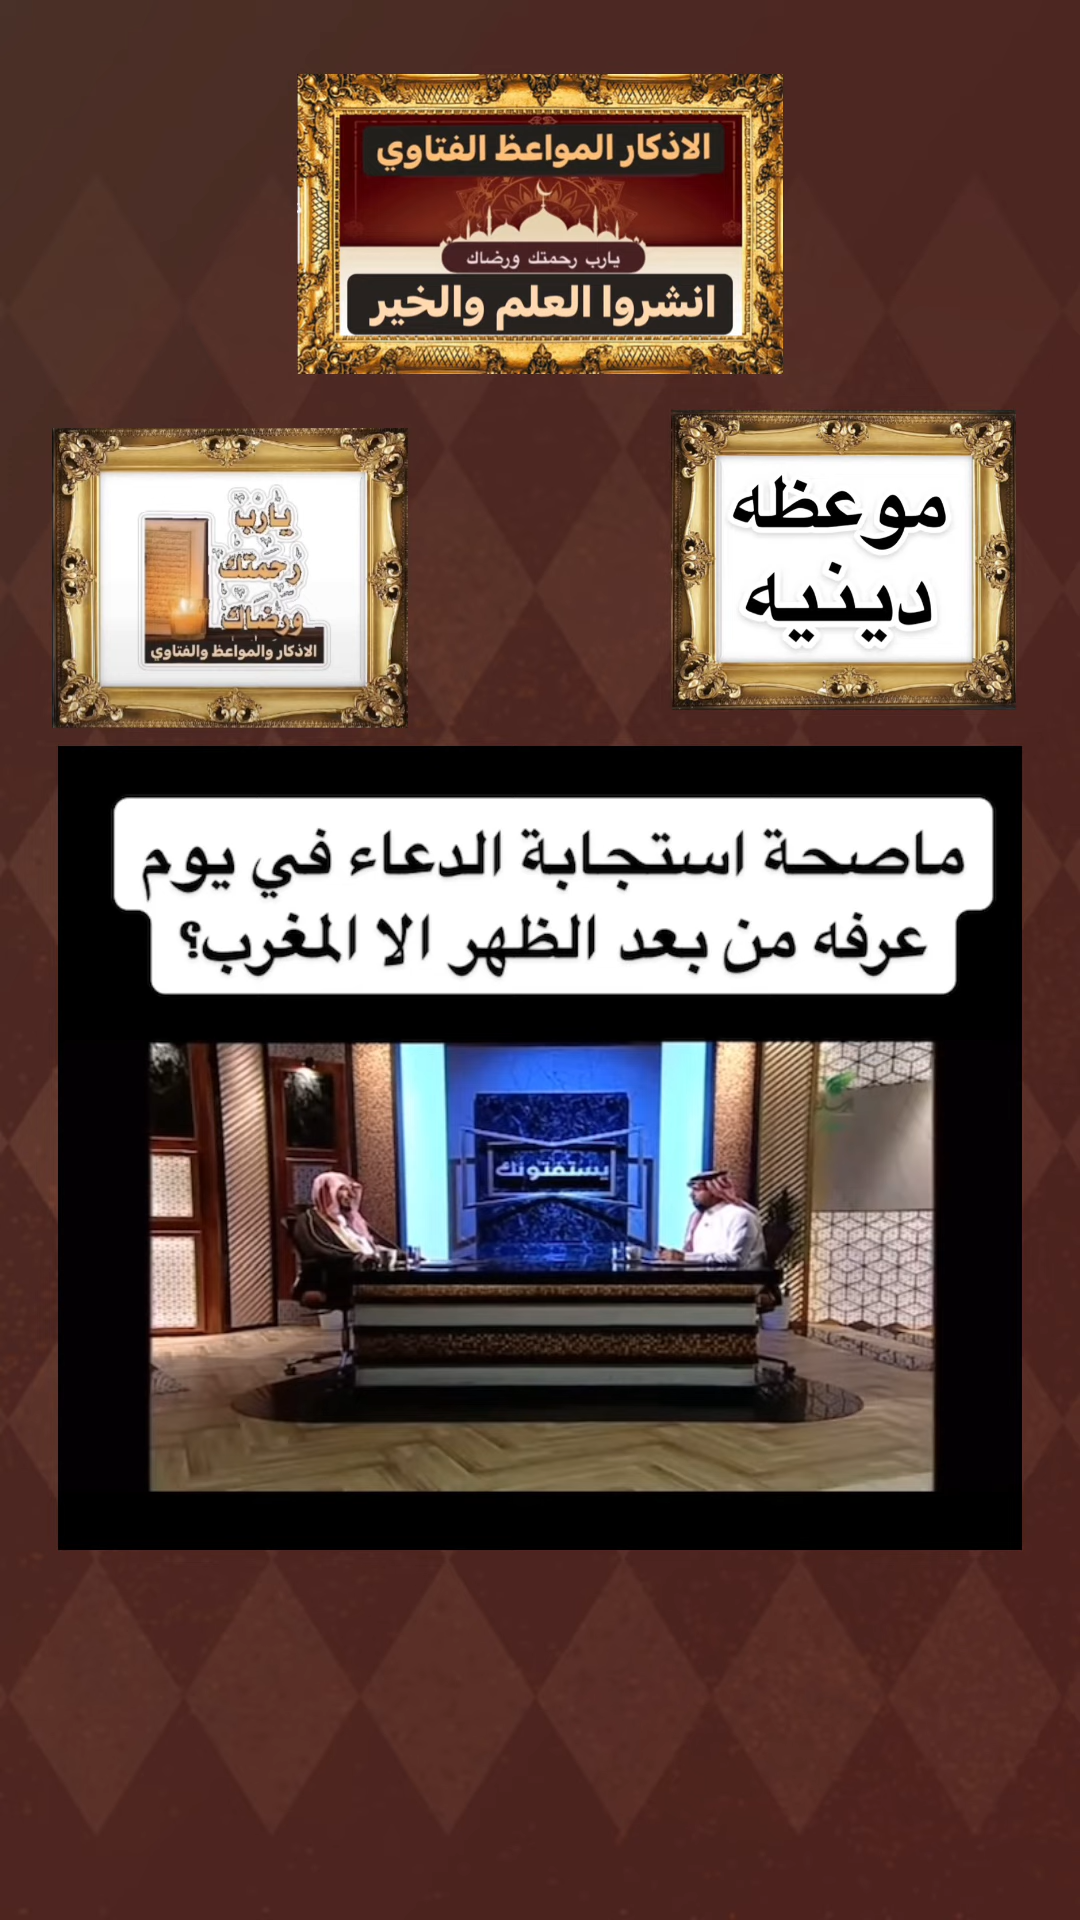 الاذكار المواعظ الفتاوي
يارب رحمتك ورضاك
انشروا العلم والخير
موعظه
دينيه
يارب
رحمتك
ورضاك
الاذكار والمواعظ والفتاوي
ماصحة استجابة الدعاء في يوم
عرفه من بعد الظهر الا المغرب؟
يستفتونك